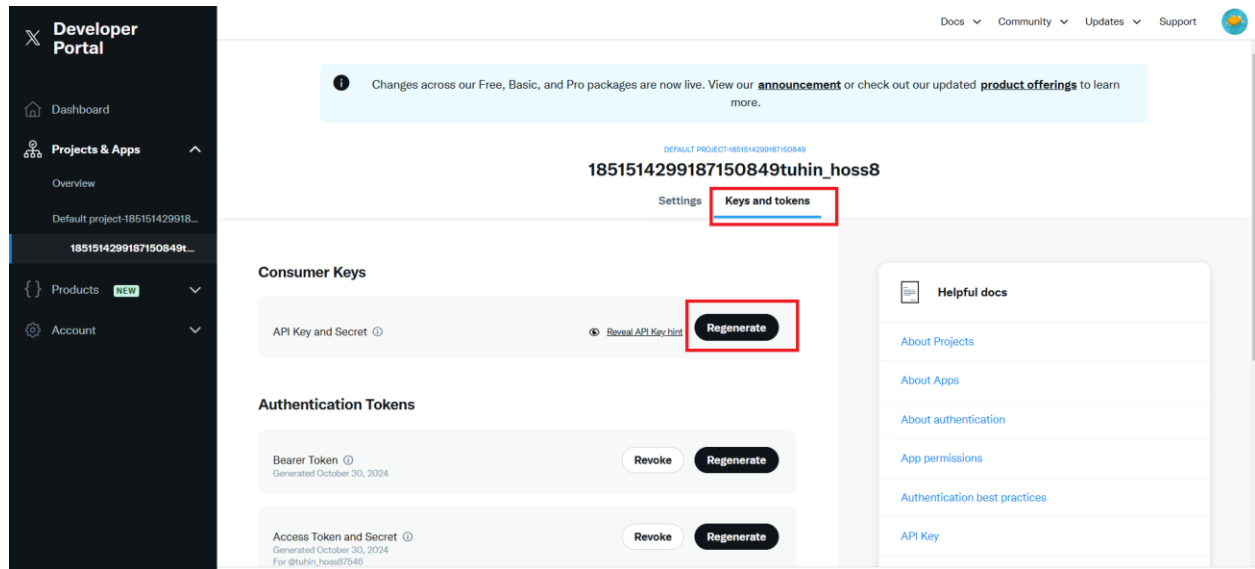 Developer
Portal
Docs
Community
Updates
Support
Dashboard
Projects & Apps
Overview
Default project-185151429918...
1851514299187150849t...
Products NEW
Account
Changes across our Free, Basic, and Pro packages are now live. View our announcement or check out our updated product offerings to learn
more.
DEFAULT PROJECT-1851514299187150849
1851514299187150849tuhin_hoss8
Settings
Keys and tokens
Consumer Keys
API Key and Secret
Reveal API Key hint
Regenerate
Authentication Tokens
Bearer Token
Generated October 30, 2024
Revoke
Regenerate
Access Token and Secret
Generated October 30, 2024
For @tuhin_hoss87546
Revoke
Regenerate
Helpful docs
About Projects
About Apps
About authentication
App permissions
Authentication best practices
API Key